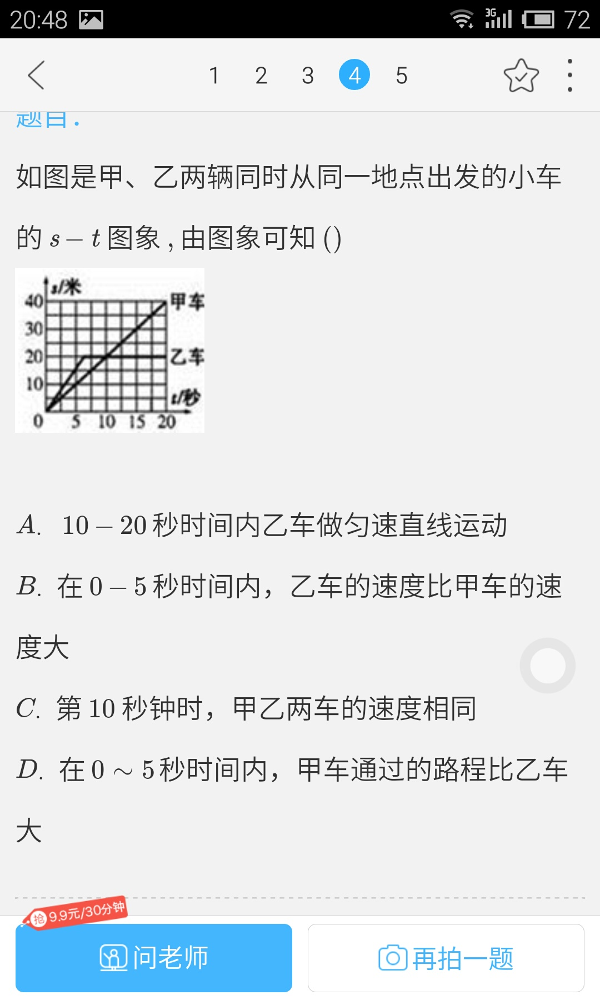 20:48 3G 72
1 2 3 4 5
题目:
如图是甲、乙两辆同时从同一地点出发的小车
的 s − t 图象 , 由图象可知 ()
s/米
40 甲车
30
20 乙车
10
t/秒
0 5 10 15 20
A. 10 − 20 秒时间内乙车做匀速直线运动
B. 在 0 − 5 秒时间内，乙车的速度比甲车的速
度大
C. 第 10 秒钟时，甲乙两车的速度相同
D. 在 0 ∼ 5 秒时间内，甲车通过的路程比乙车
大
抢 9.9元/30分钟
问老师 再拍一题